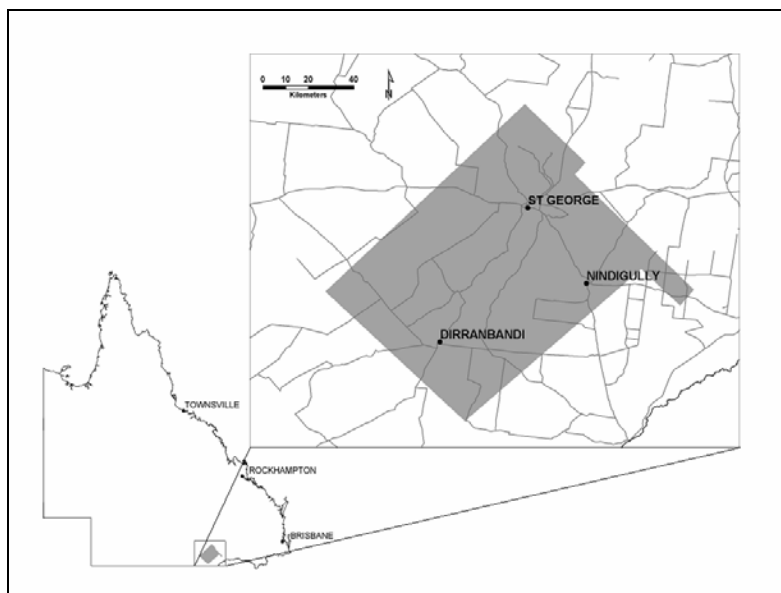 0 10 20 40
Kilometers
N
ST GEORGE
NINDIGULLY
DIRRANBANDI
TOWNSVILLE
ROCKHAMPTON
BRISBANE